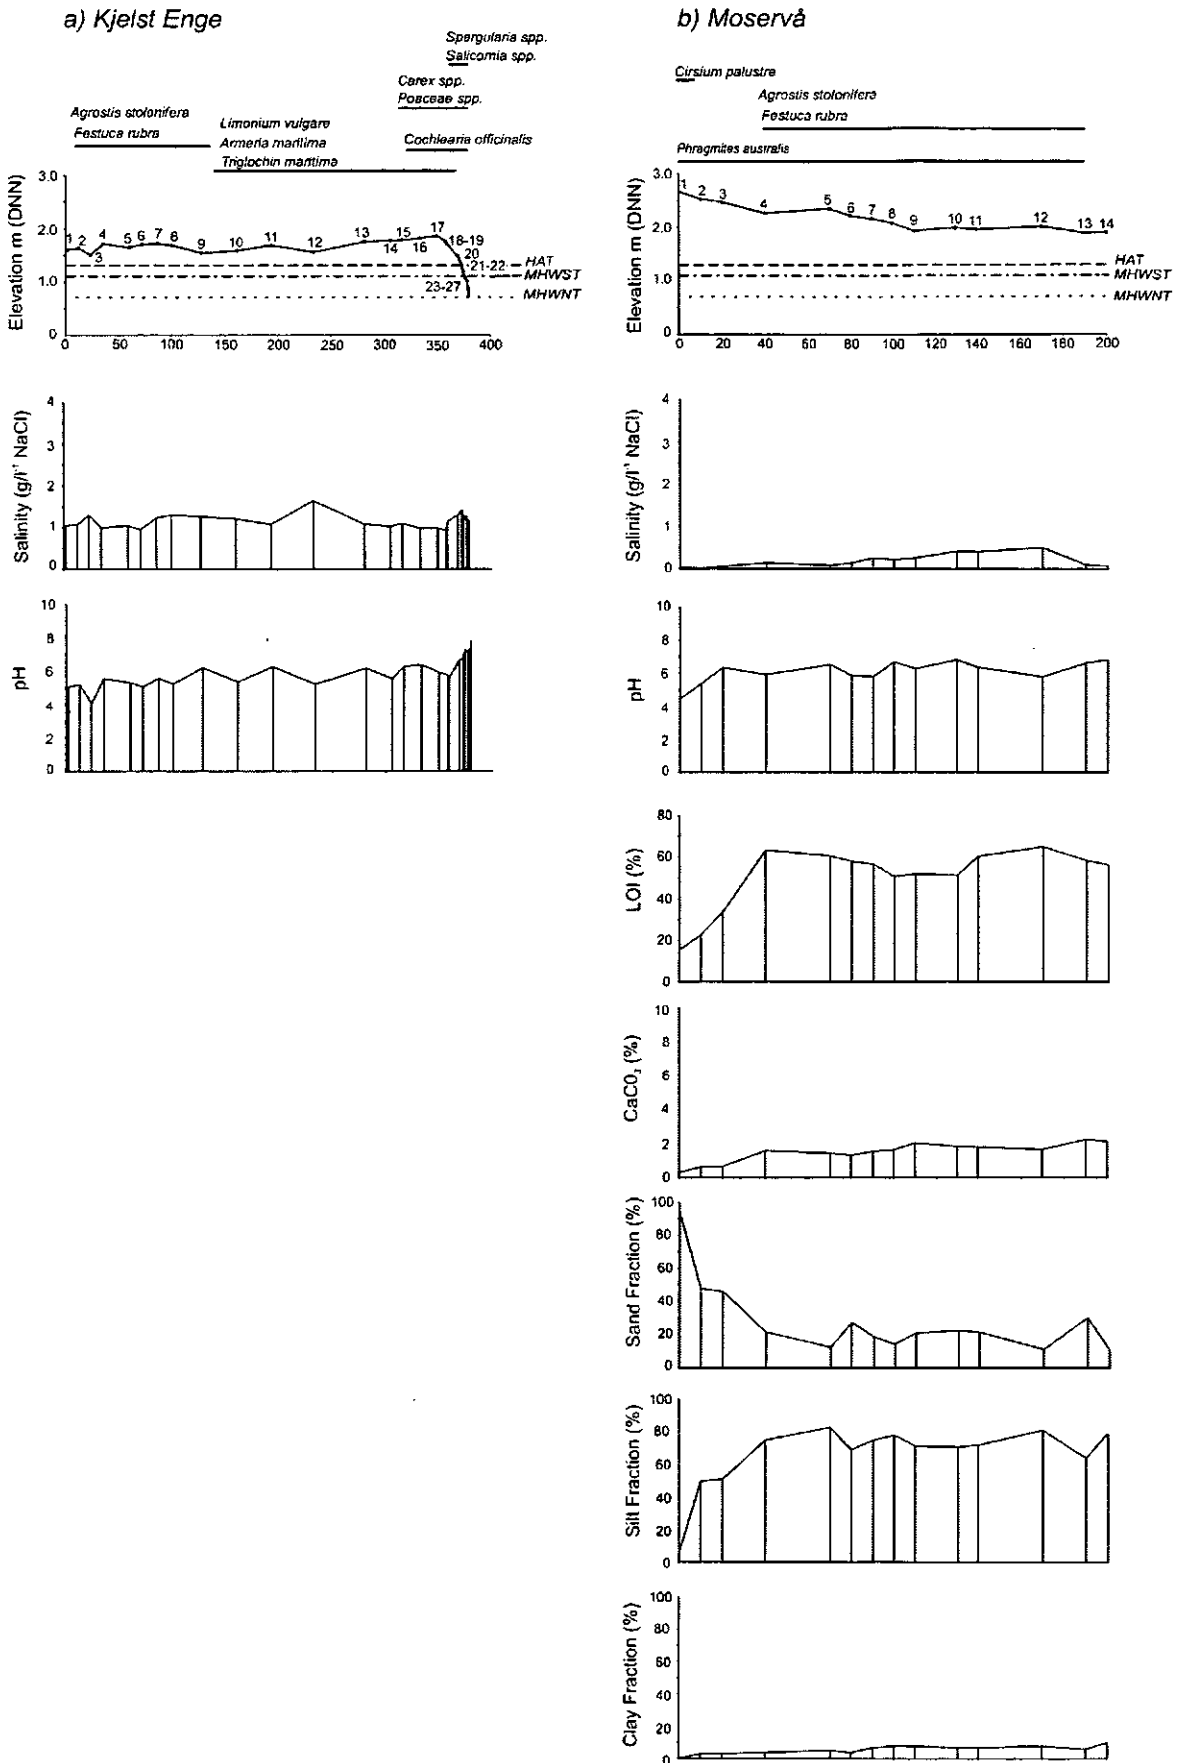 a) Kjelst Enge
Spergularia spp.
Salicornia spp.
Carex spp.
Poaceae spp.
Agrostis stolonifera
Festuca rubra
Limonium vulgare
Armeria maritima
Triglochin maritima
Cochlearia officinalis
Elevation m (DNN)
3.0
2.0
1.0
0
1 2 3 4 5 6 7 8 9 10 11 12 13 14 15 16 17 18-19 20 21-22 23-27
HAT
MHWST
MHWNT
0 50 100 150 200 250 300 350 400
Salinity (g/l⁻¹ NaCl)
4
3
2
1
0
pH
10
8
6
4
2
0
b) Moservå
Cirsium palustre
Agrostis stolonifera
Festuca rubra
Phragmites australis
Elevation m (DNN)
3.0
2.0
1.0
0
1 2 3 4 5 6 7 8 9 10 11 12 13 14
HAT
MHWST
MHWNT
0 20 40 60 80 100 120 140 160 180 200
Salinity (g/l⁻¹ NaCl)
4
3
2
1
0
pH
10
8
6
4
2
0
LOI (%)
80
60
40
20
0
CaCO₃ (%)
10
8
6
4
2
0
Sand Fraction (%)
100
80
60
40
20
0
Silt Fraction (%)
100
80
60
40
20
0
Clay Fraction (%)
100
80
60
40
20
0